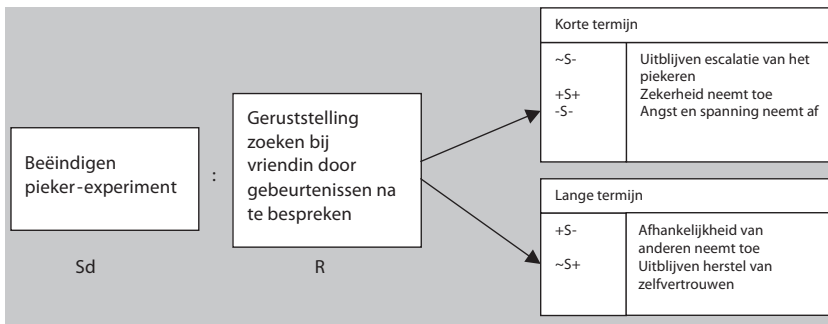 Beëindigen
pieker-experiment
Sd
:
Geruststelling
zoeken bij
vriendin door
gebeurtenissen na
te bespreken
R
Korte termijn
~S- Uitblijven escalatie van het
piekeren
+S+ Zekerheid neemt toe
-S- Angst en spanning neemt af
Lange termijn
+S- Afhankelijkheid van
anderen neemt toe
~S+ Uitblijven herstel van
zelfvertrouwen